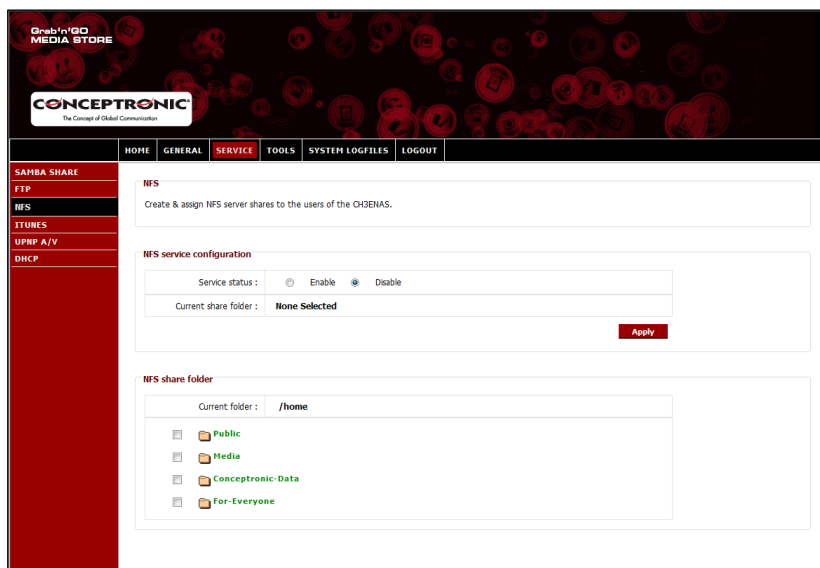 Grab'n'GO
MEDIA STORE
CONCEPTRONIC®
The Concept of Global Communication
HOME GENERAL SERVICE TOOLS SYSTEM LOGFILES LOGOUT
SAMBA SHARE
FTP
NFS
ITUNES
UPNP A/V
DHCP
NFS
Create & assign NFS server shares to the users of the CH3ENAS.
NFS service configuration
Service status : Enable Disable
Current share folder : None Selected
Apply
NFS share folder
Current folder : /home
Public
Media
Conceptronic-Data
For-Everyone